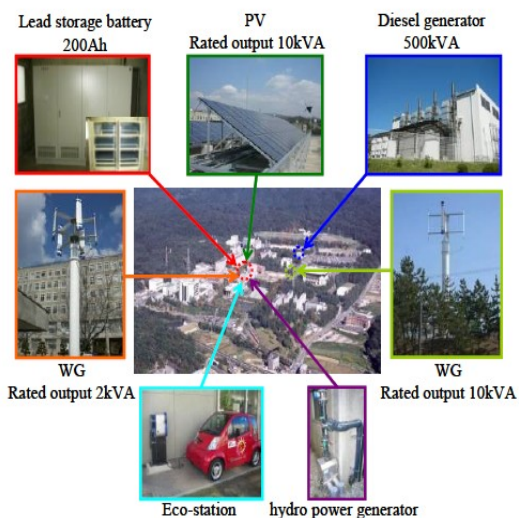 Lead storage battery
200Ah
PV
Rated output 10kVA
Diesel generator
500kVA
WG
Rated output 2kVA
WG
Rated output 10kVA
Eco-station
hydro power generator